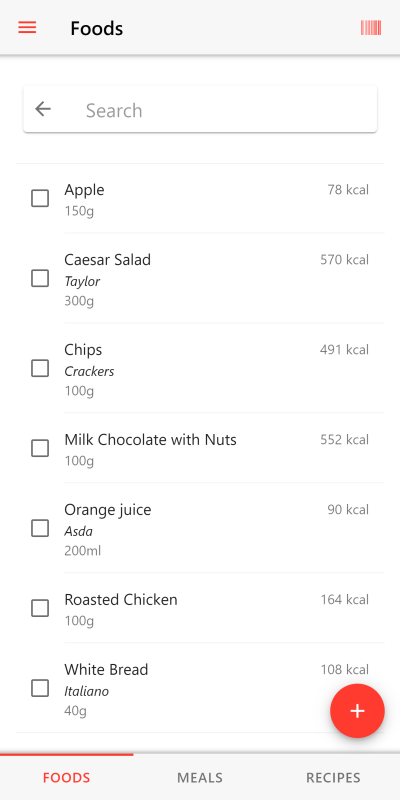 Foods
Search
Apple 78 kcal
150g
Caesar Salad 570 kcal
Taylor
300g
Chips 491 kcal
Crackers
100g
Milk Chocolate with Nuts 552 kcal
100g
Orange juice 90 kcal
Asda
200ml
Roasted Chicken 164 kcal
100g
White Bread 108 kcal
Italiano
40g
FOODS MEALS RECIPES